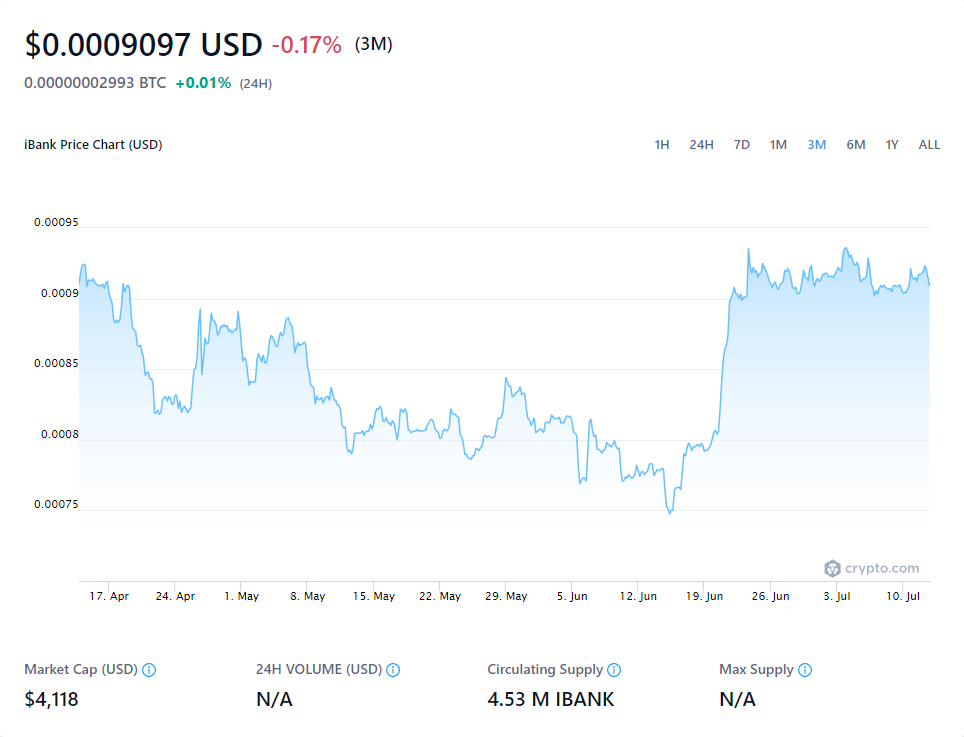 $0.0009097 USD -0.17% (3M)
0.00000002993 BTC +0.01% (24H)
iBank Price Chart (USD) 1H 24H 7D 1M 3M 6M 1Y ALL
0.00095
0.0009
0.00085
0.0008
0.00075
crypto.com
17. Apr 24. Apr 1. May 8. May 15. May 22. May 29. May 5. Jun 12. Jun 19. Jun 26. Jun 3. Jul 10. Jul
Market Cap (USD) 24H VOLUME (USD) Circulating Supply Max Supply
$4,118 N/A 4.53 M IBANK N/A